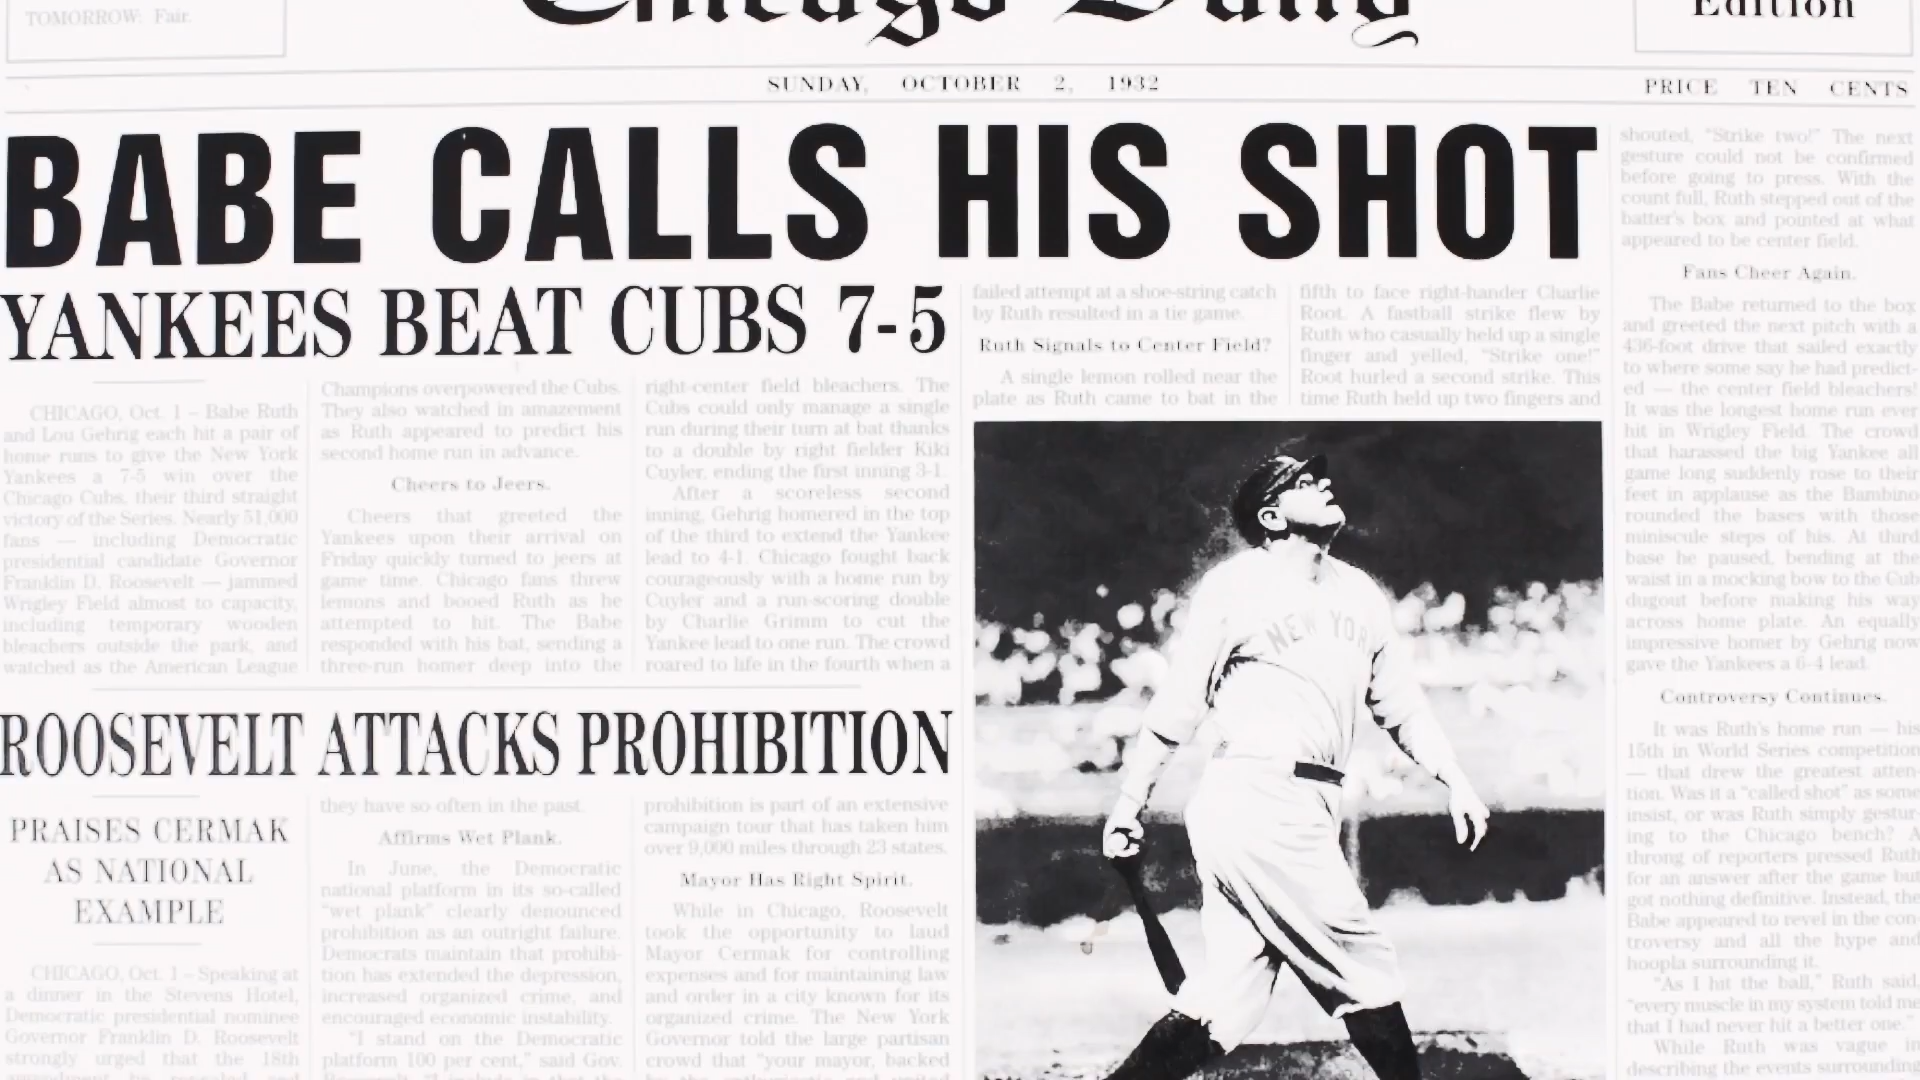 TOMORROW: Fair.
Chicago Daily
Edition
SUNDAY, OCTOBER 2, 1932
PRICE TEN CENTS
BABE CALLS HIS SHOT
YANKEES BEAT CUBS 7-5
CHICAGO, Oct. 1 – Babe Ruth
and Lou Gehrig each hit a pair of
home runs to give the New York
Yankees a 7-5 win over the
Chicago Cubs, their third straight
victory of the Series. Nearly 51,000
fans — including Democratic
presidential candidate Governor
Franklin D. Roosevelt — jammed
Wrigley Field almost to capacity,
including temporary wooden
bleachers outside the park, and
watched as the American League
Champions overpowered the Cubs.
They also watched in amazement
as Ruth appeared to predict his
second home run in advance.
Cheers to Jeers.
Cheers that greeted the
Yankees upon their arrival on
Friday quickly turned to jeers at
game time. Chicago fans threw
lemons and booed Ruth as he
attempted to hit. The Babe
responded with his bat, sending a
three-run homer deep into the
right-center field bleachers. The
Cubs could only manage a single
run during their turn at bat thanks
to a double by right fielder Kiki
Cuyler, ending the first inning 3-1.
After a scoreless second
inning, Gehrig homered in the top
of the third to extend the Yankee
lead to 4-1. Chicago fought back
courageously with a home run by
Cuyler and a run-scoring double
by Charlie Grimm to cut the
Yankee lead to one run. The crowd
roared to life in the fourth when a
failed attempt at a shoe-string catch
by Ruth resulted in a tie game.
Ruth Signals to Center Field?
A single lemon rolled near the
plate as Ruth came to bat in the
fifth to face right-hander Charlie
Root. A fastball strike flew by
Ruth who casually held up a single
finger and yelled, "Strike one!"
Root hurled a second strike. This
time Ruth held up two fingers and
shouted, "Strike two!" The next
gesture could not be confirmed
before going to press. With the
count full, Ruth stepped out of the
batter's box and pointed at what
appeared to be center field.
Fans Cheer Again.
The Babe returned to the box
and greeted the next pitch with a
436-foot drive that sailed exactly
to where some say he had predict-
ed — the center field bleachers!
It was the longest home run ever
hit in Wrigley Field. The crowd
that harassed the big Yankee all
game long suddenly rose to their
feet in applause as the Bambino
rounded the bases with those
miniscule steps of his. At third
base he paused, bending at the
waist in a mocking bow to the Cub
dugout before making his way
across home plate. An equally
impressive homer by Gehrig now
gave the Yankees a 6-4 lead.
Controversy Continues.
It was Ruth's home run — his
15th in World Series competition
— that drew the greatest atten-
tion. Was it a "called shot" as some
insist, or was Ruth simply gestur-
ing to the Chicago bench? A
throng of reporters pressed Ruth
for an answer after the game but
got nothing definitive. Instead, the
Babe appeared to revel in the con-
troversy and all the hype and
hoopla surrounding it.
"As I hit the ball," Ruth said,
"every muscle in my system told me
that I had never hit a better one."
While Ruth was vague in
describing the events surrounding
NEW YORK
ROOSEVELT ATTACKS PROHIBITION
PRAISES CERMAK
AS NATIONAL
EXAMPLE
CHICAGO, Oct. 1 – Speaking at
a dinner in the Stevens Hotel,
Democratic presidential nominee
Governor Franklin D. Roosevelt
strongly urged that the 18th
amendment be repealed and
they have so often in the past.
Affirms Wet Plank.
In June, the Democratic
national platform in its so-called
"wet plank" clearly denounced
prohibition as an outright failure.
Democrats maintain that prohibi-
tion has extended the depression,
increased organized crime, and
encouraged economic instability.
"I stand on the Democratic
platform 100 per cent," said Gov.
prohibition is part of an extensive
campaign tour that has taken him
over 9,000 miles through 23 states.
Mayor Has Right Spirit.
While in Chicago, Roosevelt
took the opportunity to laud
Mayor Cermak for controlling
expenses and for maintaining law
and order in a city known for its
organized crime. The New York
Governor told the large partisan
crowd that "your mayor, backed
by the enthusiastic and united